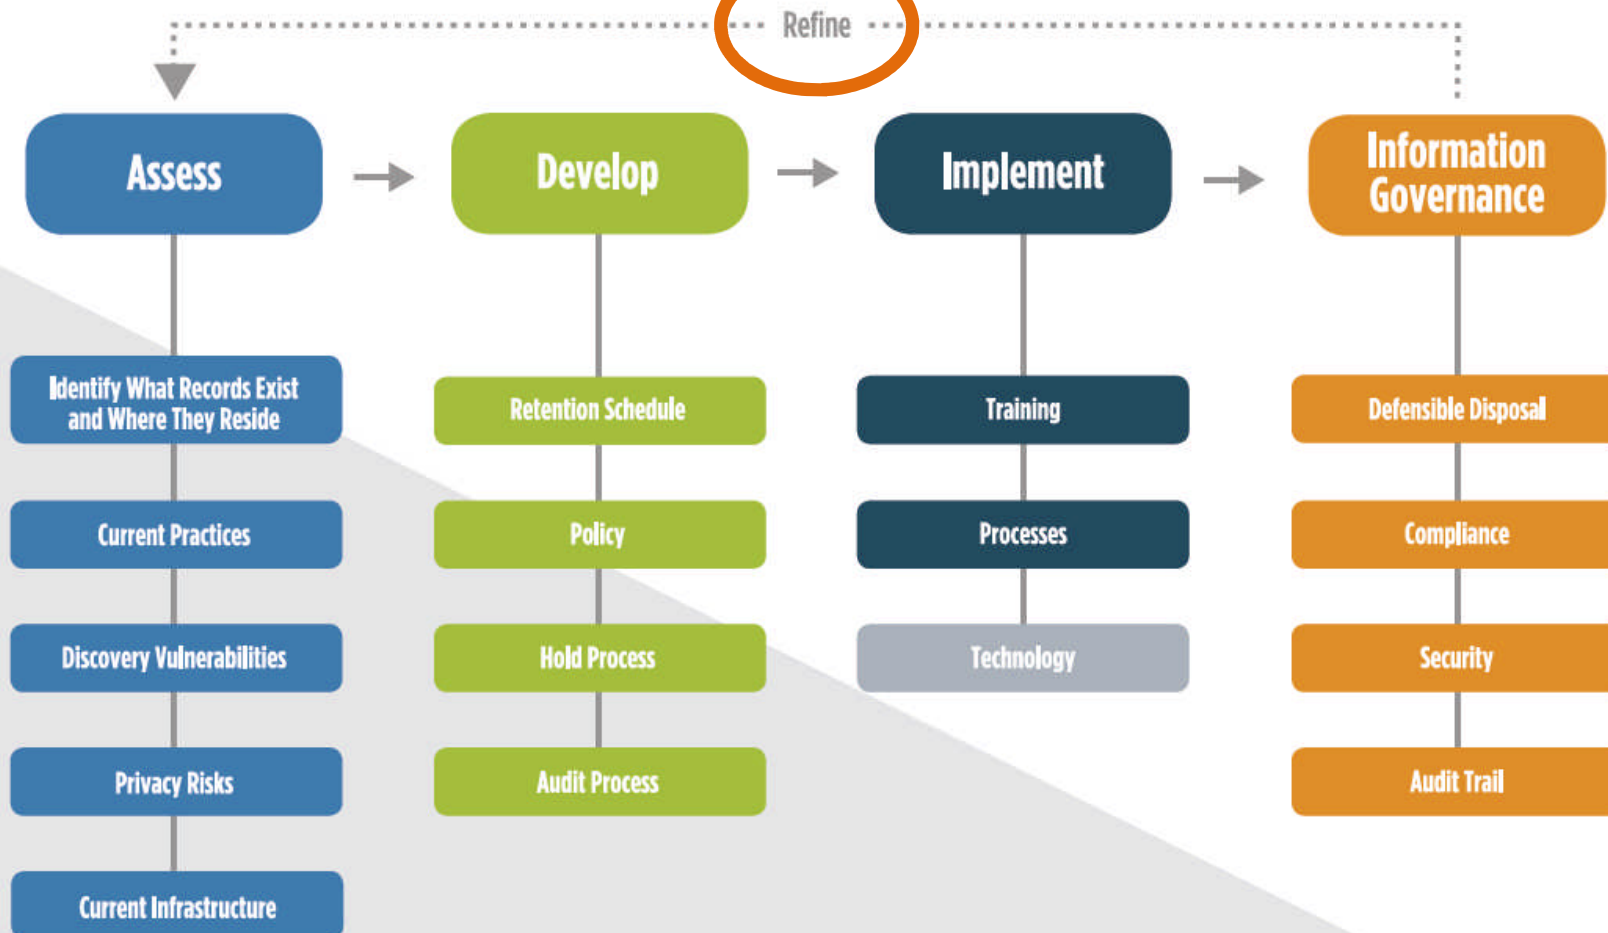 Refine
Assess
Develop
Implement
Information
Governance
Identify What Records Exist
and Where They Reside
Current Practices
Discovery Vulnerabilities
Privacy Risks
Current Infrastructure
Retention Schedule
Policy
Hold Process
Audit Process
Training
Processes
Technology
Defensible Disposal
Compliance
Security
Audit Trail